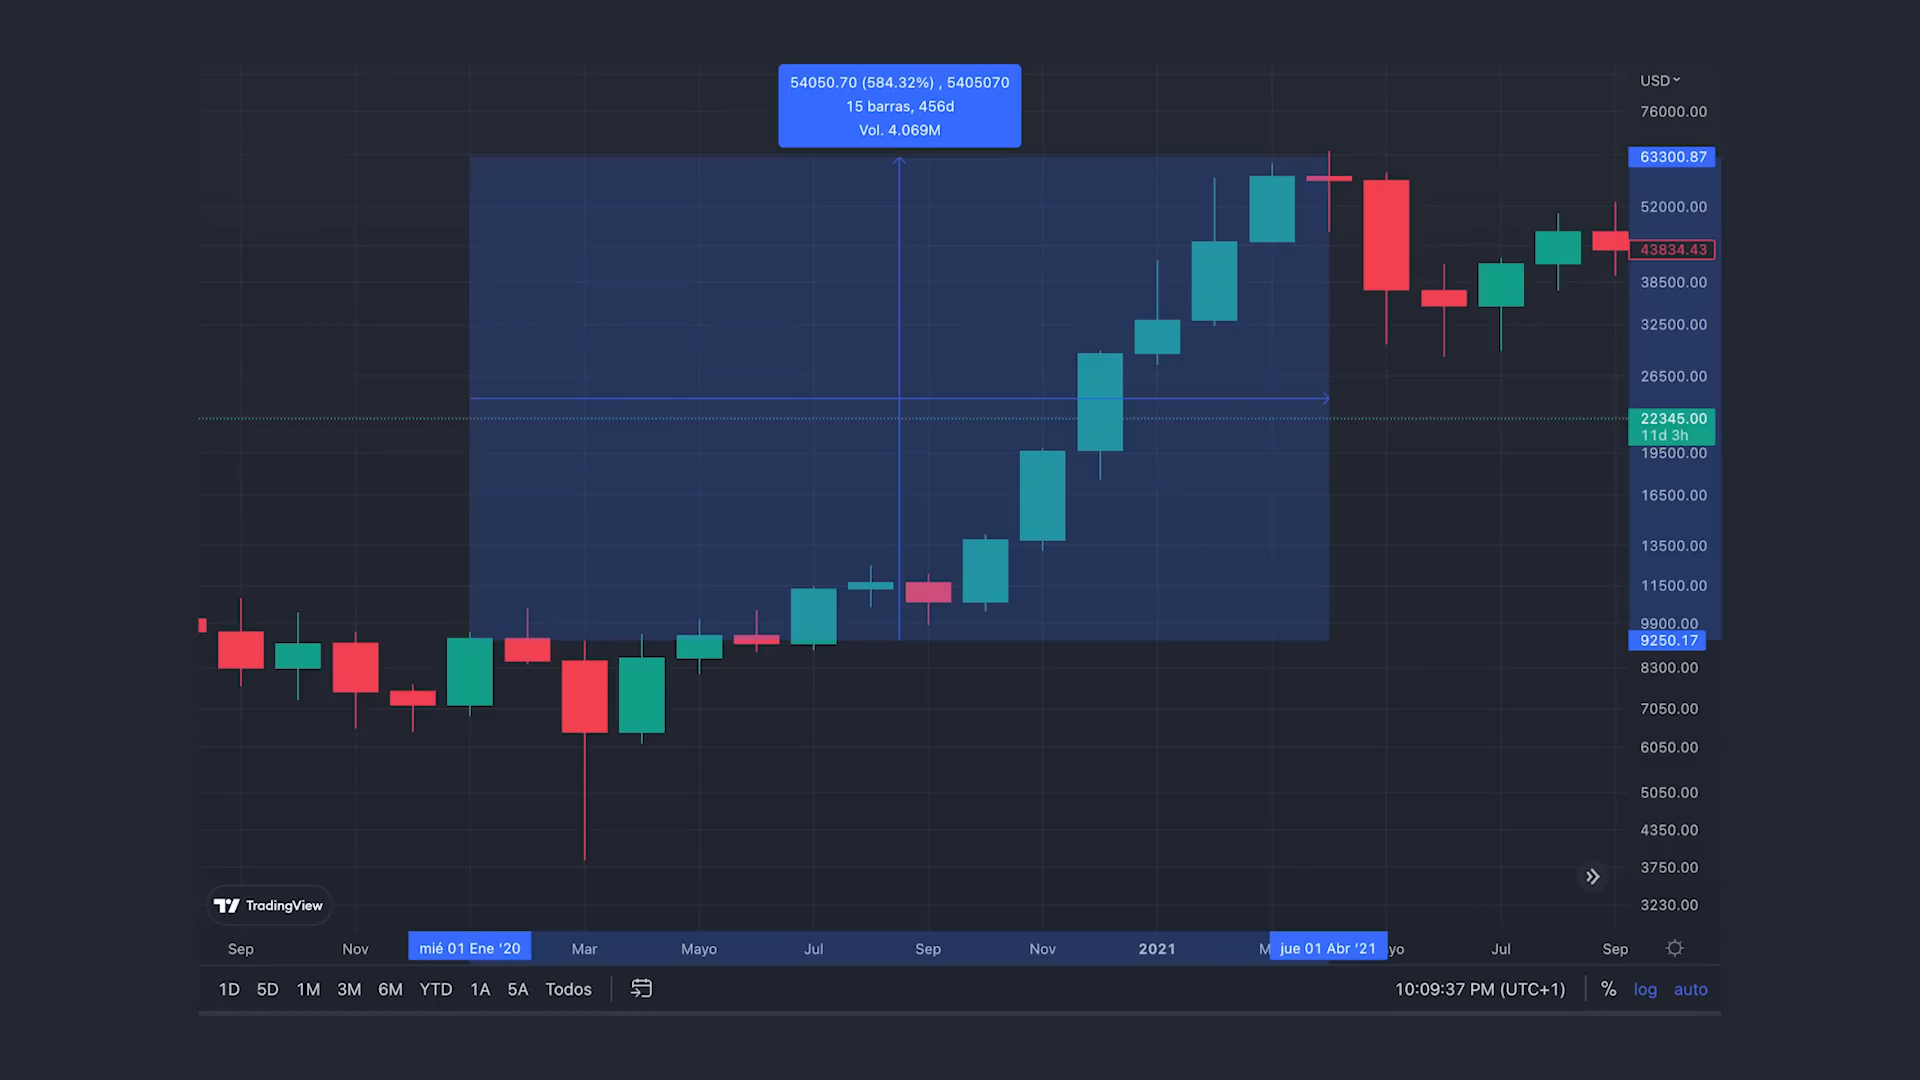 54050.70 (584.32%) , 5405070
15 barras, 456d
Vol. 4.069M
USD
76000.00
63300.87
52000.00
43834.43
38500.00
32500.00
26500.00
22345.00
11d 3h
19500.00
16500.00
13500.00
11500.00
9900.00
9250.17
8300.00
7050.00
6050.00
5050.00
4350.00
3750.00
3230.00
TradingView
Sep Nov mié 01 Ene '20 Mar Mayo Jul Sep Nov 2021 M jue 01 Abr '21 yo Jul Sep
1D 5D 1M 3M 6M YTD 1A 5A Todos 10:09:37 PM (UTC+1) % log auto